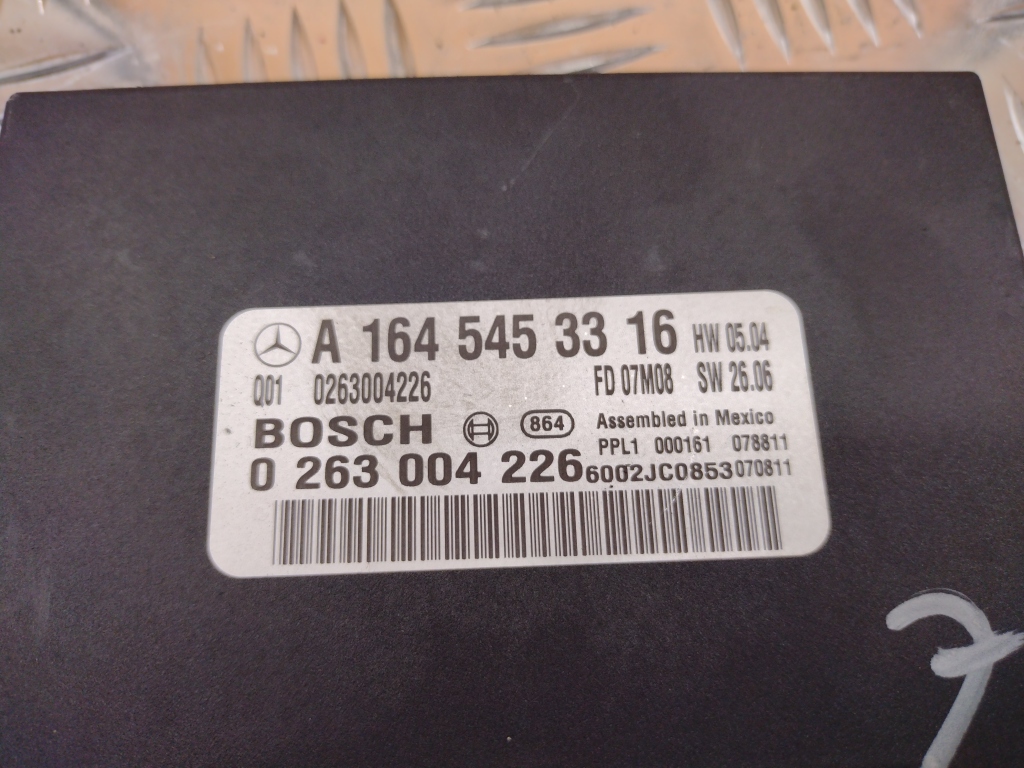 A 164 545 33 16 HW 05.04
Q01 0263004226 FD 07M08 SW 26.06
BOSCH 864 Assembled in Mexico
PPL1 000161 078811
0 263 004 226 6002JC0853 070811
7